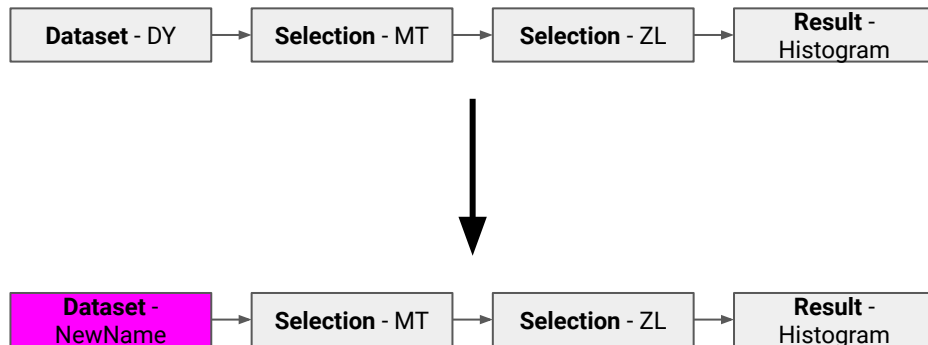 Dataset - DY
Selection - MT
Selection - ZL
Result -
Histogram
Dataset -
NewName
Selection - MT
Selection - ZL
Result -
Histogram